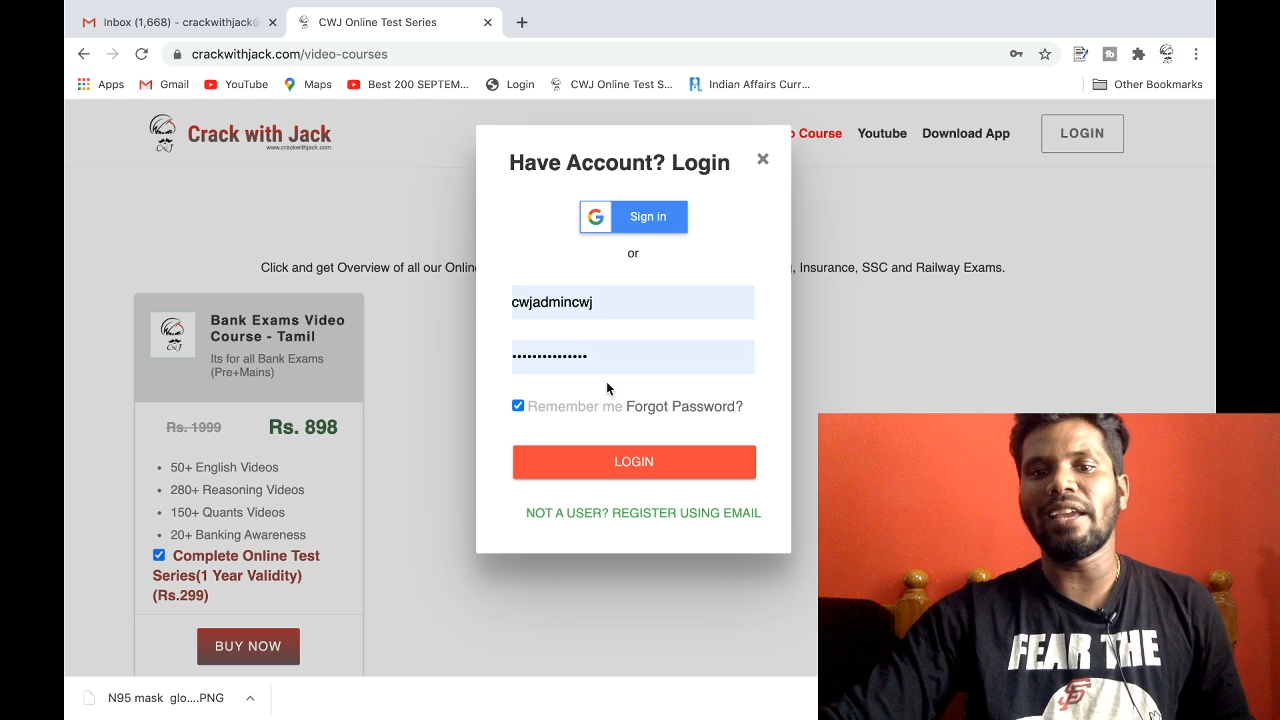 Inbox (1,668) - crackwithjack@
CWJ Online Test Series
crackwithjack.com/video-courses
Apps
Gmail
YouTube
Maps
Best 200 SEPTEM...
Login
CWJ Online Test S...
Indian Affairs Curr...
Other Bookmarks
Crack with Jack
www.crackwithjack.com
Course
Youtube
Download App
LOGIN
Have Account? Login
Sign in
or
Click and get Overview of all our
, Insurance, SSC and Railway Exams.
cwjadmincwj
•••••••••••••••
Remember me Forgot Password?
LOGIN
NOT A USER? REGISTER USING EMAIL
Bank Exams Video
Course - Tamil
Its for all Bank Exams
(Pre+Mains)
Rs. 1999 Rs. 898
50+ English Videos
280+ Reasoning Videos
150+ Quants Videos
20+ Banking Awareness
Complete Online Test
Series(1 Year Validity)
(Rs.299)
BUY NOW
N95 mask glo....PNG
FEAR THE